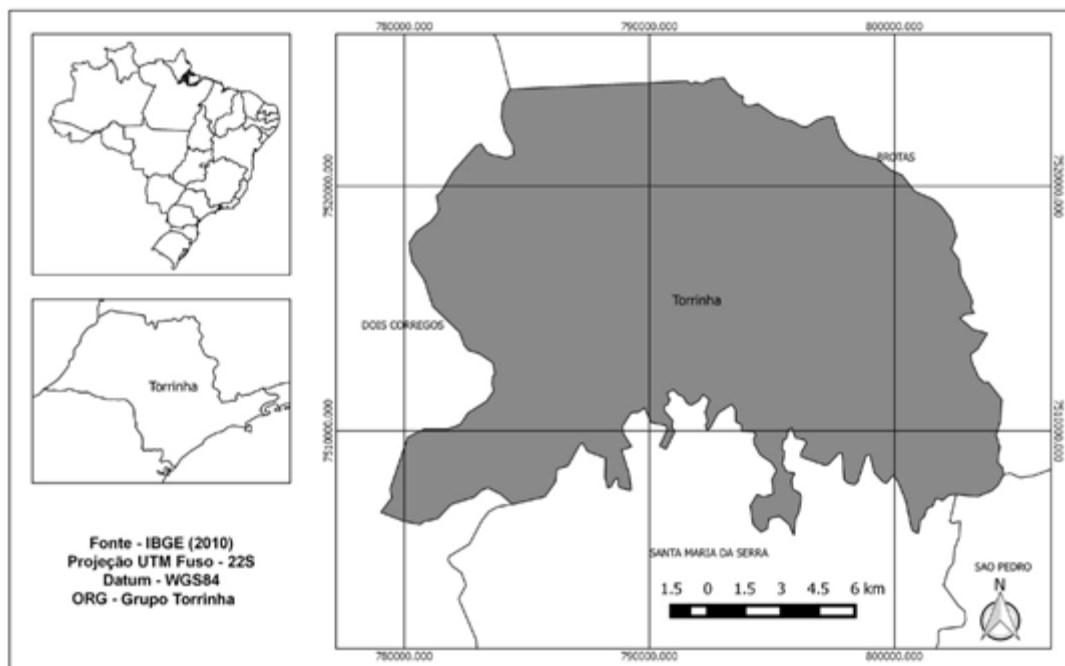 780000.000
790000.000
800000.000
BROTAS
7520000.000
7520000.000
Torrinha
DOIS CORREGOS
Torrinha
7510000.000
7510000.000
Fonte - IBGE (2010)
Projeção UTM Fuso - 22S
Datum - WGS84
ORG - Grupo Torrinha
SANTA MARIA DA SERRA
SAO PEDRO
N
1.5 0 1.5 3 4.5 6 km
780000.000
790000.000
800000.000